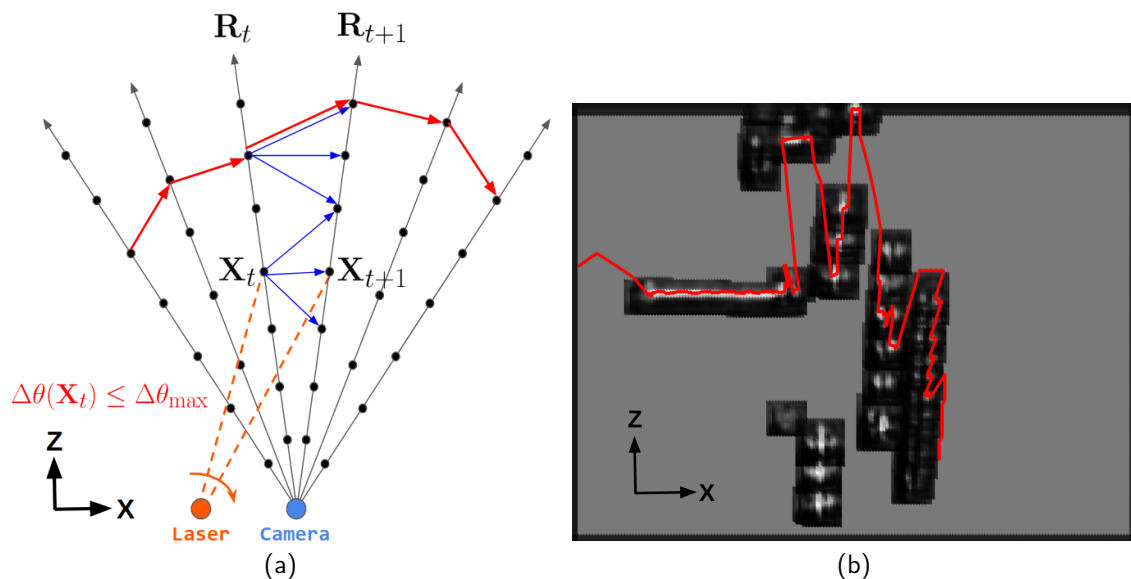 R_t R_{t+1}
X_t X_{t+1}
Δθ(X_t) ≤ Δθ_max
Z
X
Laser Camera
(a)
Z
X
(b)